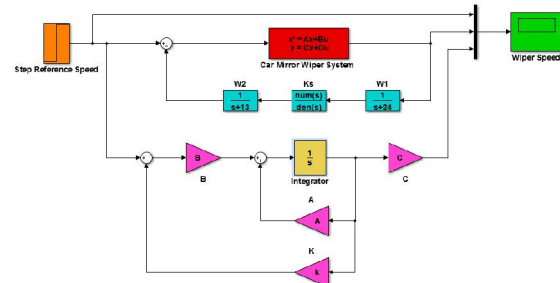 x' = Ax+Bu
y = Cx+Du
Car Mirror Wiper System
Step Reference Speed
Wiper Speed
W2
Ks
W1
1
s+13
num(s)
den(s)
1
s+24
B
B
1
s
Integrator
C
C
A
A
K
k